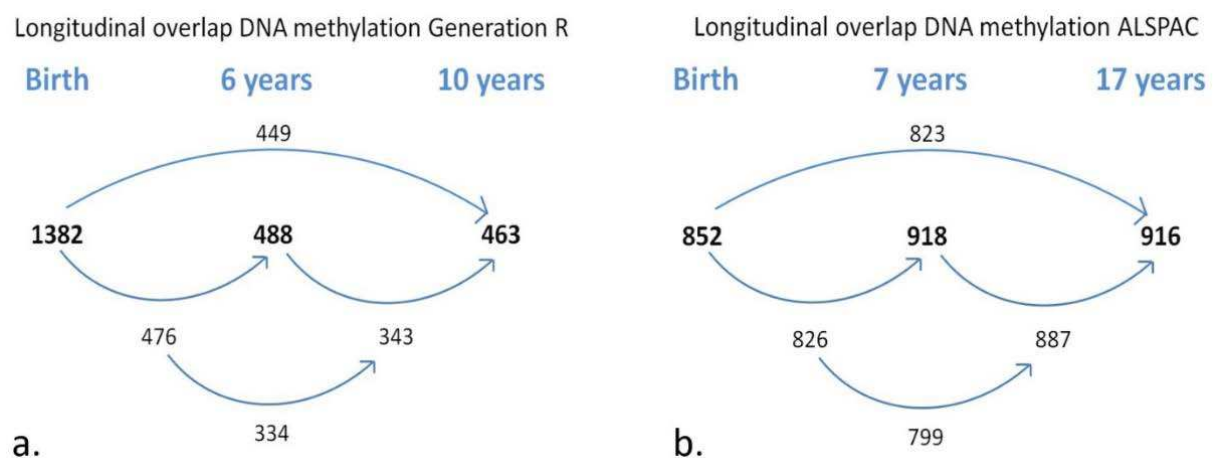 Longitudinal overlap DNA methylation Generation R
Birth 6 years 10 years
449
1382 488 463
476 343
334
a.
Longitudinal overlap DNA methylation ALSPAC
Birth 7 years 17 years
823
852 918 916
826 887
799
b.